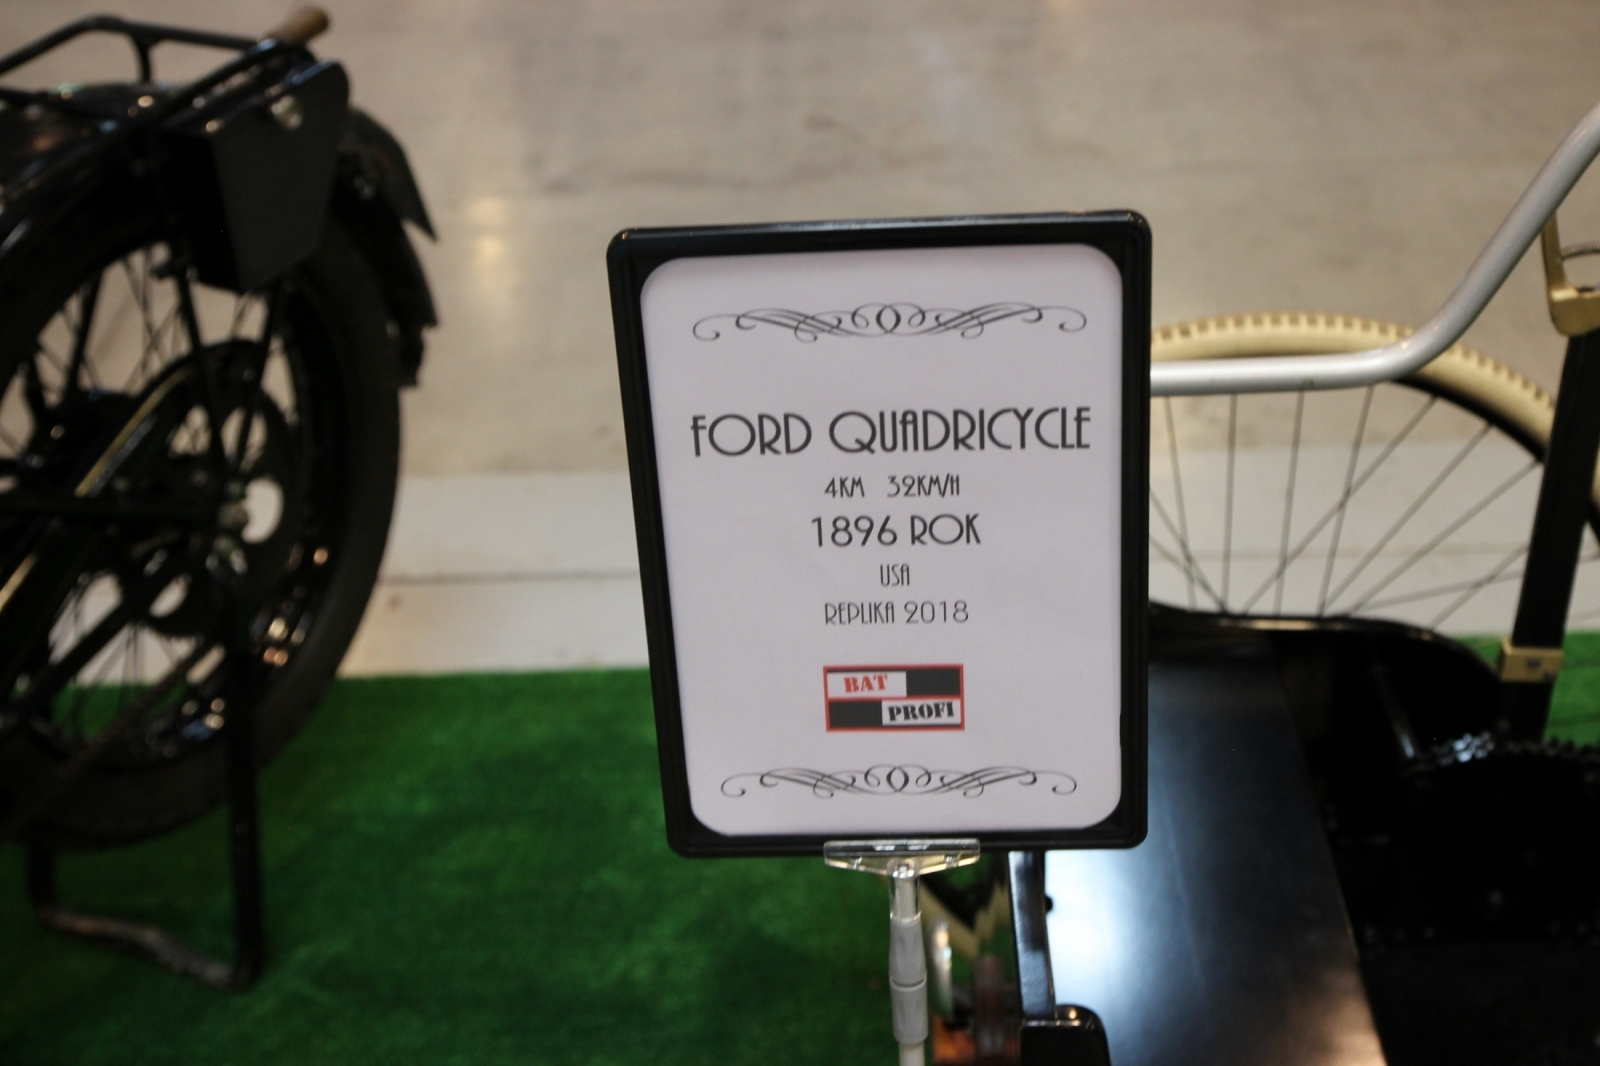 FORD QUADRICYCLE
4KM 32KM/H
1896 ROK
USA
REPLIKA 2018
BAT
PROFI